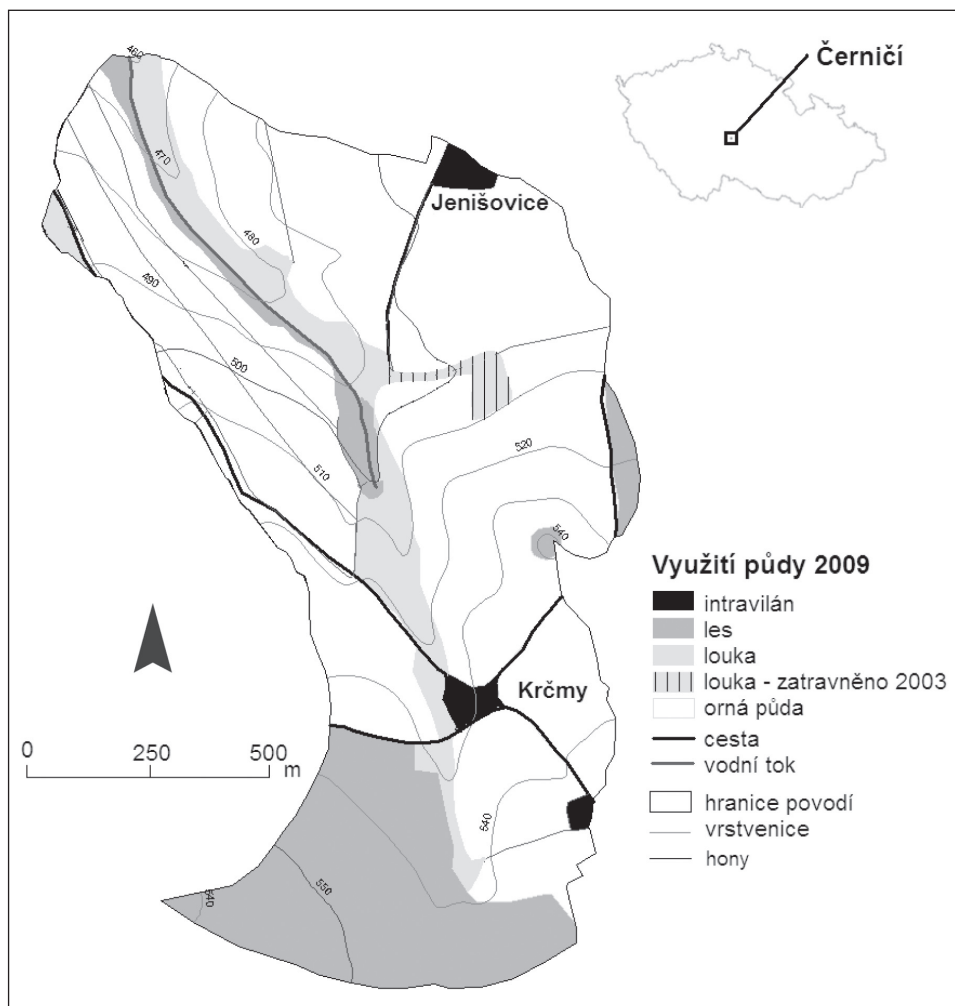 460
Černičí
470
Jenišovice
480
490
500
510
520
540
Využití půdy 2009
intravilán
les
louka
louka - zatravněno 2003
orná půda
cesta
vodní tok
hranice povodí
vrstvenice
hony
Krčmy
0 250 500
m
540
550
540